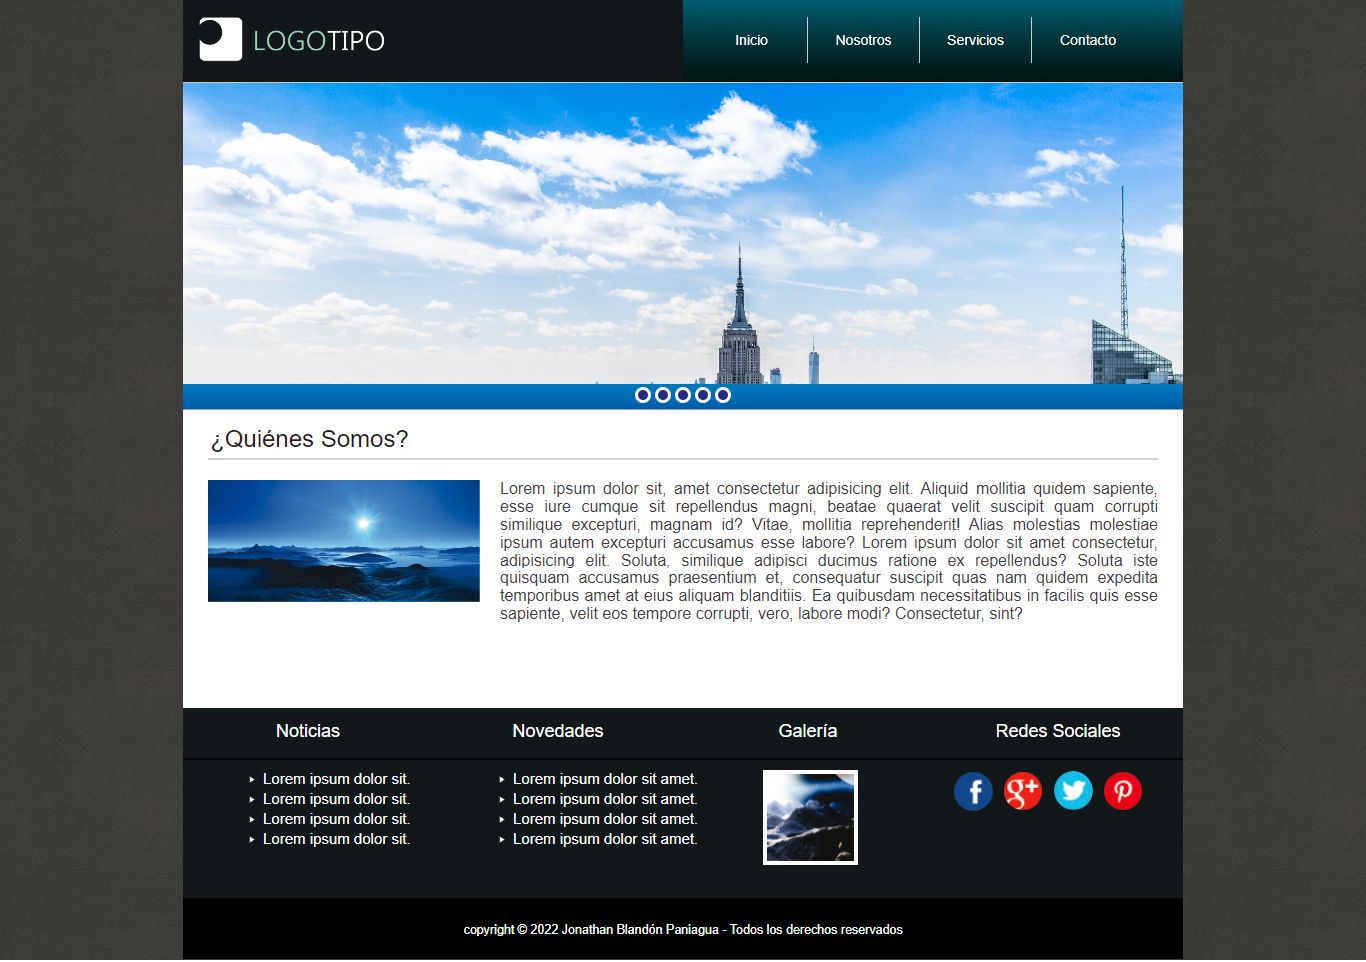 LOGOTIPO
Inicio Nosotros Servicios Contacto
¿Quiénes Somos?
Lorem ipsum dolor sit, amet consectetur adipisicing elit. Aliquid mollitia quidem sapiente,
esse iure cumque sit repellendus magni, beatae quaerat velit suscipit quam corrupti
similique excepturi, magnam id? Vitae, mollitia reprehenderit! Alias molestias molestiae
ipsum autem excepturi accusamus esse labore? Lorem ipsum dolor sit amet consectetur,
adipisicing elit. Soluta, similique adipisci ducimus ratione ex repellendus? Soluta iste
quisquam accusamus praesentium et, consequatur suscipit quas nam quidem expedita
temporibus amet at eius aliquam blanditiis. Ea quibusdam necessitatibus in facilis quis esse
sapiente, velit eos tempore corrupti, vero, labore modi? Consectetur, sint?
Noticias
Lorem ipsum dolor sit.
Lorem ipsum dolor sit.
Lorem ipsum dolor sit.
Lorem ipsum dolor sit.
Novedades
Lorem ipsum dolor sit amet.
Lorem ipsum dolor sit amet.
Lorem ipsum dolor sit amet.
Lorem ipsum dolor sit amet.
Galería
Redes Sociales
copyright © 2022 Jonathan Blandón Paniagua - Todos los derechos reservados